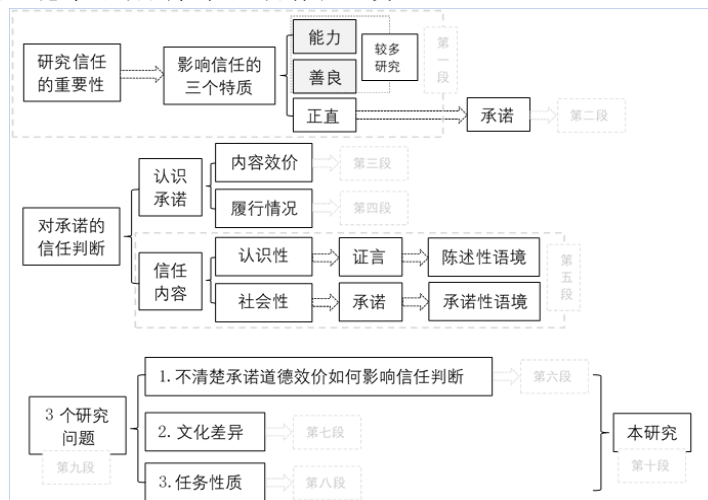 研究信任
的重要性
影响信任的
三个特质
能力
善良
正直
较多
研究
第一段
承诺
第二段
对承诺的
信任判断
认识
承诺
内容效价
第三段
履行情况
第四段
信任
内容
认识性
证言
陈述性语境
社会性
承诺
承诺性语境
第五段
3 个研究
问题
第九段
1.不清楚承诺道德效价如何影响信任判断
第六段
2.文化差异
第七段
3.任务性质
第八段
本研究
第十段